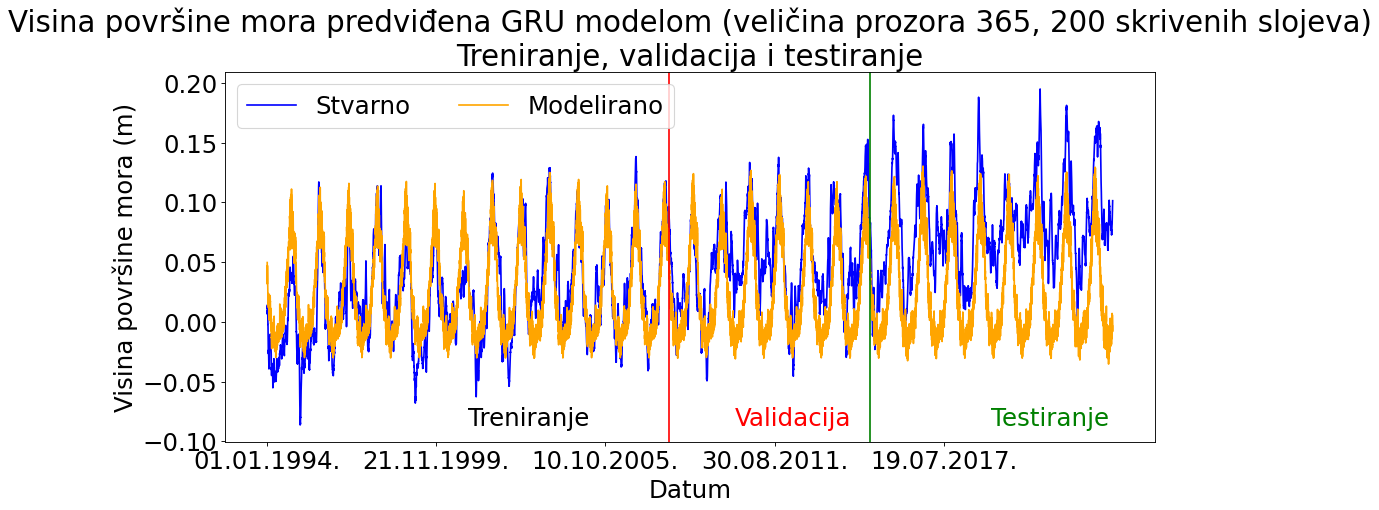 Visina površine mora predviđena GRU modelom (veličina prozora 365, 200 skrivenih slojeva)
Treniranje, validacija i testiranje
Stvarno
Modelirano
Visina površine mora (m)
0.20
0.15
0.10
0.05
0.00
−0.05
−0.10
Treniranje
Validacija
Testiranje
01.01.1994.
21.11.1999.
10.10.2005.
30.08.2011.
19.07.2017.
Datum